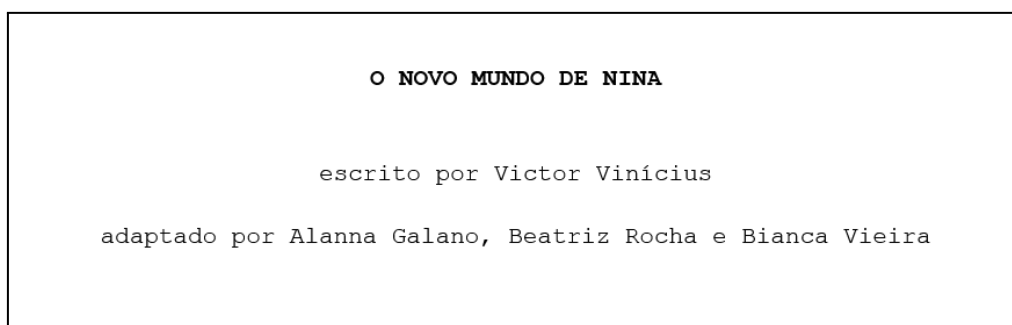 O NOVO MUNDO DE NINA
escrito por Victor Vinícius
adaptado por Alanna Galano, Beatriz Rocha e Bianca Vieira